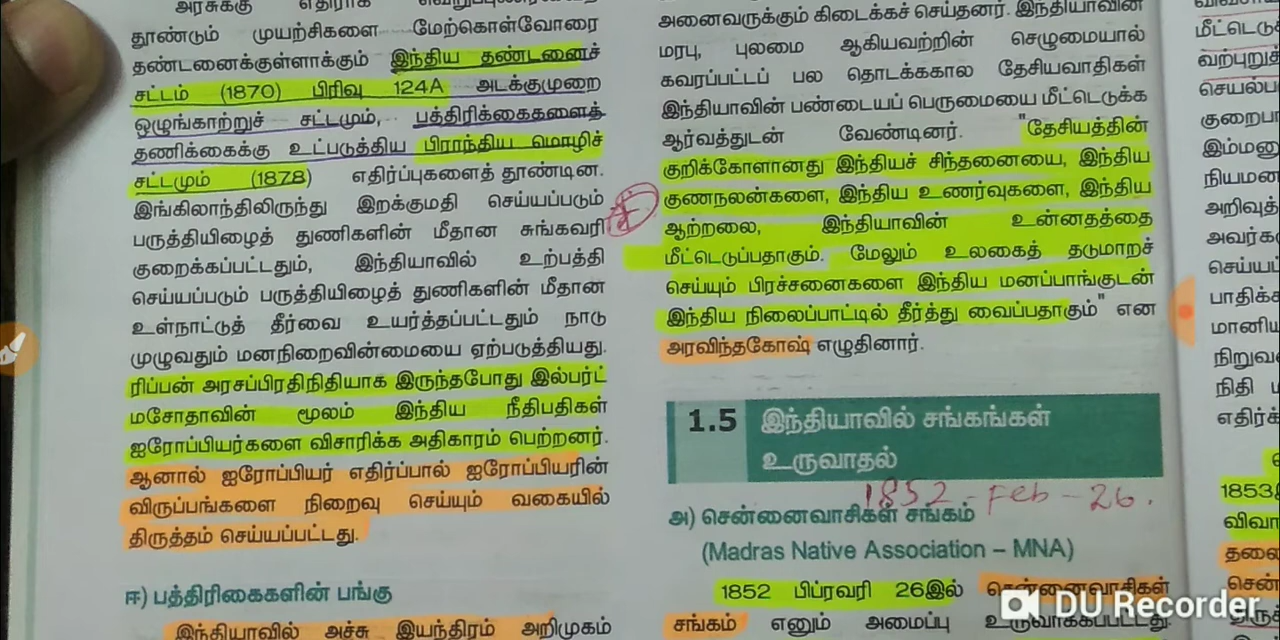 அரசுக்கு எதிராக
தூண்டும் முயற்சிகளை மேற்கொள்வோரை
தண்டனைக்குள்ளாக்கும் இந்திய தண்டனைச்
சட்டம் (1870) பிரிவு 124A அடக்குமுறை
ஒழுங்காற்றுச் சட்டமும், பத்திரிக்கைகளைத்
தணிக்கைக்கு உட்படுத்திய பிராந்திய மொழிச்
சட்டமும் (1878) எதிர்ப்புகளைத் தூண்டின.
இங்கிலாந்திலிருந்து இறக்குமதி செய்யப்படும்
பருத்தியிழைத் துணிகளின் மீதான சுங்கவரி
குறைக்கப்பட்டதும், இந்தியாவில் உற்பத்தி
செய்யப்படும் பருத்தியிழைத் துணிகளின் மீதான
உள்நாட்டுத் தீர்வை உயர்த்தப்பட்டதும் நாடு
முழுவதும் மனநிறைவின்மையை ஏற்படுத்தியது.
ரிப்பன் அரசப்பிரதிநிதியாக இருந்தபோது இல்பர்ட்
மசோதாவின் மூலம் இந்திய நீதிபதிகள்
ஐரோப்பியர்களை விசாரிக்க அதிகாரம் பெற்றனர்.
ஆனால் ஐரோப்பியர் எதிர்ப்பால் ஐரோப்பியரின்
விருப்பங்களை நிறைவு செய்யும் வகையில்
திருத்தம் செய்யப்பட்டது.
ஈ) பத்திரிகைகளின் பங்கு
இந்தியாவில் அச்சு இயந்திரம் அறிமுகம்
அனைவருக்கும் கிடைக்கச் செய்தனர். இந்தியாவின்
மரபு, புலமை ஆகியவற்றின் செழுமையால்
கவரப்பட்டப் பல தொடக்ககால தேசியவாதிகள்
இந்தியாவின் பண்டையப் பெருமையை மீட்டெடுக்க
ஆர்வத்துடன் வேண்டினர். "தேசியத்தின்
குறிக்கோளானது இந்தியச் சிந்தனையை, இந்திய
குணநலன்களை, இந்திய உணர்வுகளை, இந்திய
ஆற்றலை, இந்தியாவின் உன்னதத்தை
மீட்டெடுப்பதாகும். மேலும் உலகைத் தடுமாறச்
செய்யும் பிரச்சனைகளை இந்திய மனப்பாங்குடன்
இந்திய நிலைப்பாட்டில் தீர்த்து வைப்பதாகும்" என
அரவிந்தகோஷ் எழுதினார்.
1.5 இந்தியாவில் சங்கங்கள்
உருவாதல்
1852 - Feb - 26.
அ) சென்னைவாசிகள் சங்கம்
(Madras Native Association – MNA)
1852 பிப்ரவரி 26இல் சென்னைவாசிகள்
சங்கம் எனும் அமைப்பு உருவாக்கப்பட்டது.
DU Recorder